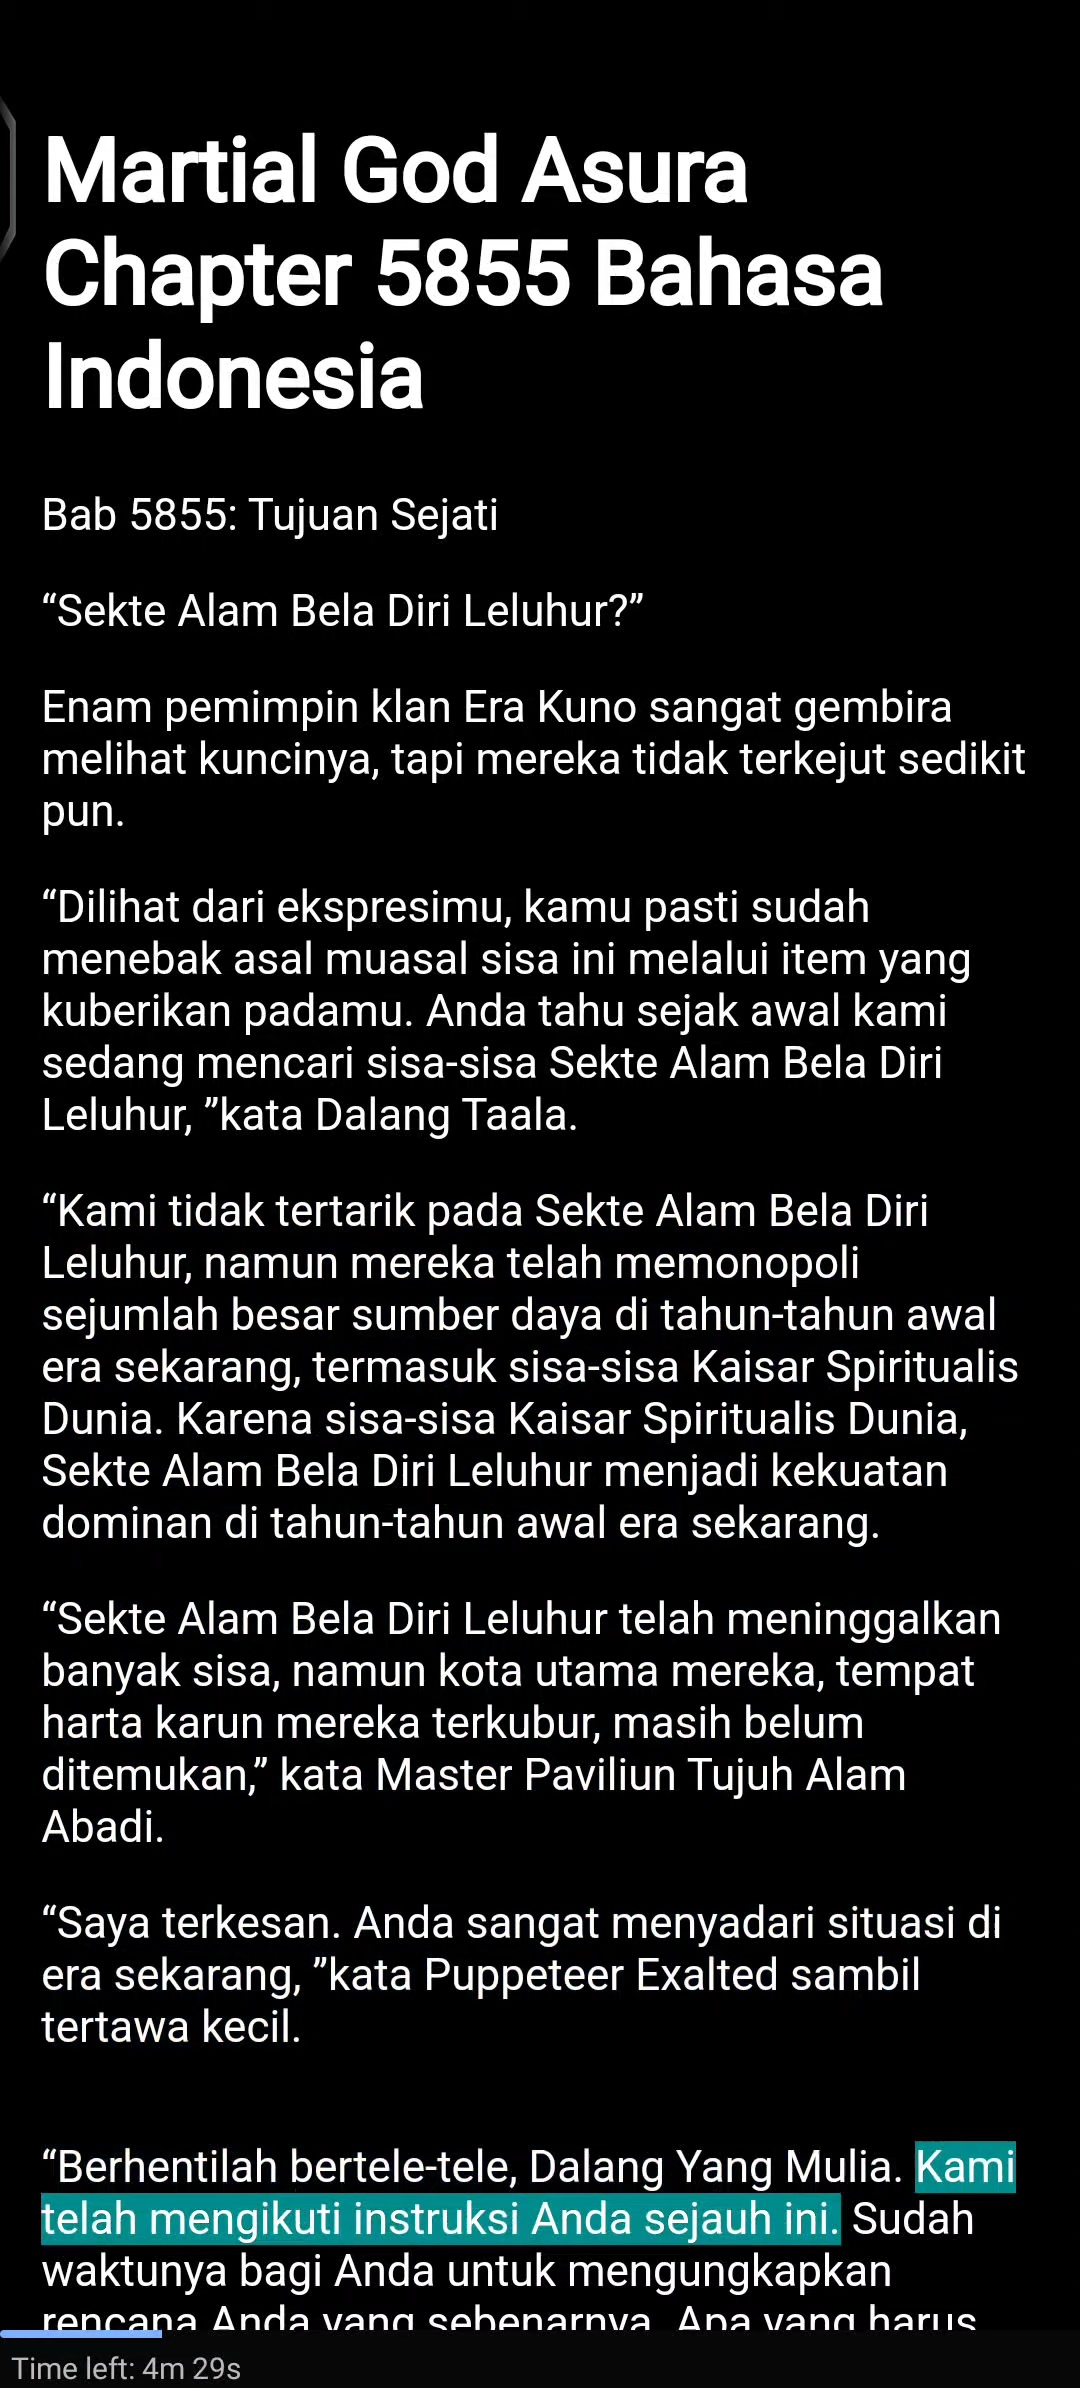 Martial God Asura
Chapter 5855 Bahasa
Indonesia
Bab 5855: Tujuan Sejati
“Sekte Alam Bela Diri Leluhur?”
Enam pemimpin klan Era Kuno sangat gembira
melihat kuncinya, tapi mereka tidak terkejut sedikit
pun.
“Dilihat dari ekspresimu, kamu pasti sudah
menebak asal muasal sisa ini melalui item yang
kuberikan padamu. Anda tahu sejak awal kami
sedang mencari sisa-sisa Sekte Alam Bela Diri
Leluhur, ”kata Dalang Taala.
“Kami tidak tertarik pada Sekte Alam Bela Diri
Leluhur, namun mereka telah memonopoli
sejumlah besar sumber daya di tahun-tahun awal
era sekarang, termasuk sisa-sisa Kaisar Spiritualis
Dunia. Karena sisa-sisa Kaisar Spiritualis Dunia,
Sekte Alam Bela Diri Leluhur menjadi kekuatan
dominan di tahun-tahun awal era sekarang.
“Sekte Alam Bela Diri Leluhur telah meninggalkan
banyak sisa, namun kota utama mereka, tempat
harta karun mereka terkubur, masih belum
ditemukan,” kata Master Paviliun Tujuh Alam
Abadi.
“Saya terkesan. Anda sangat menyadari situasi di
era sekarang, ”kata Puppeteer Exalted sambil
tertawa kecil.
“Berhentilah bertele-tele, Dalang Yang Mulia. Kami
telah mengikuti instruksi Anda sejauh ini. Sudah
waktunya bagi Anda untuk mengungkapkan
rencana Anda yang sebenarnya. Apa yang harus
Time left: 4m 29s